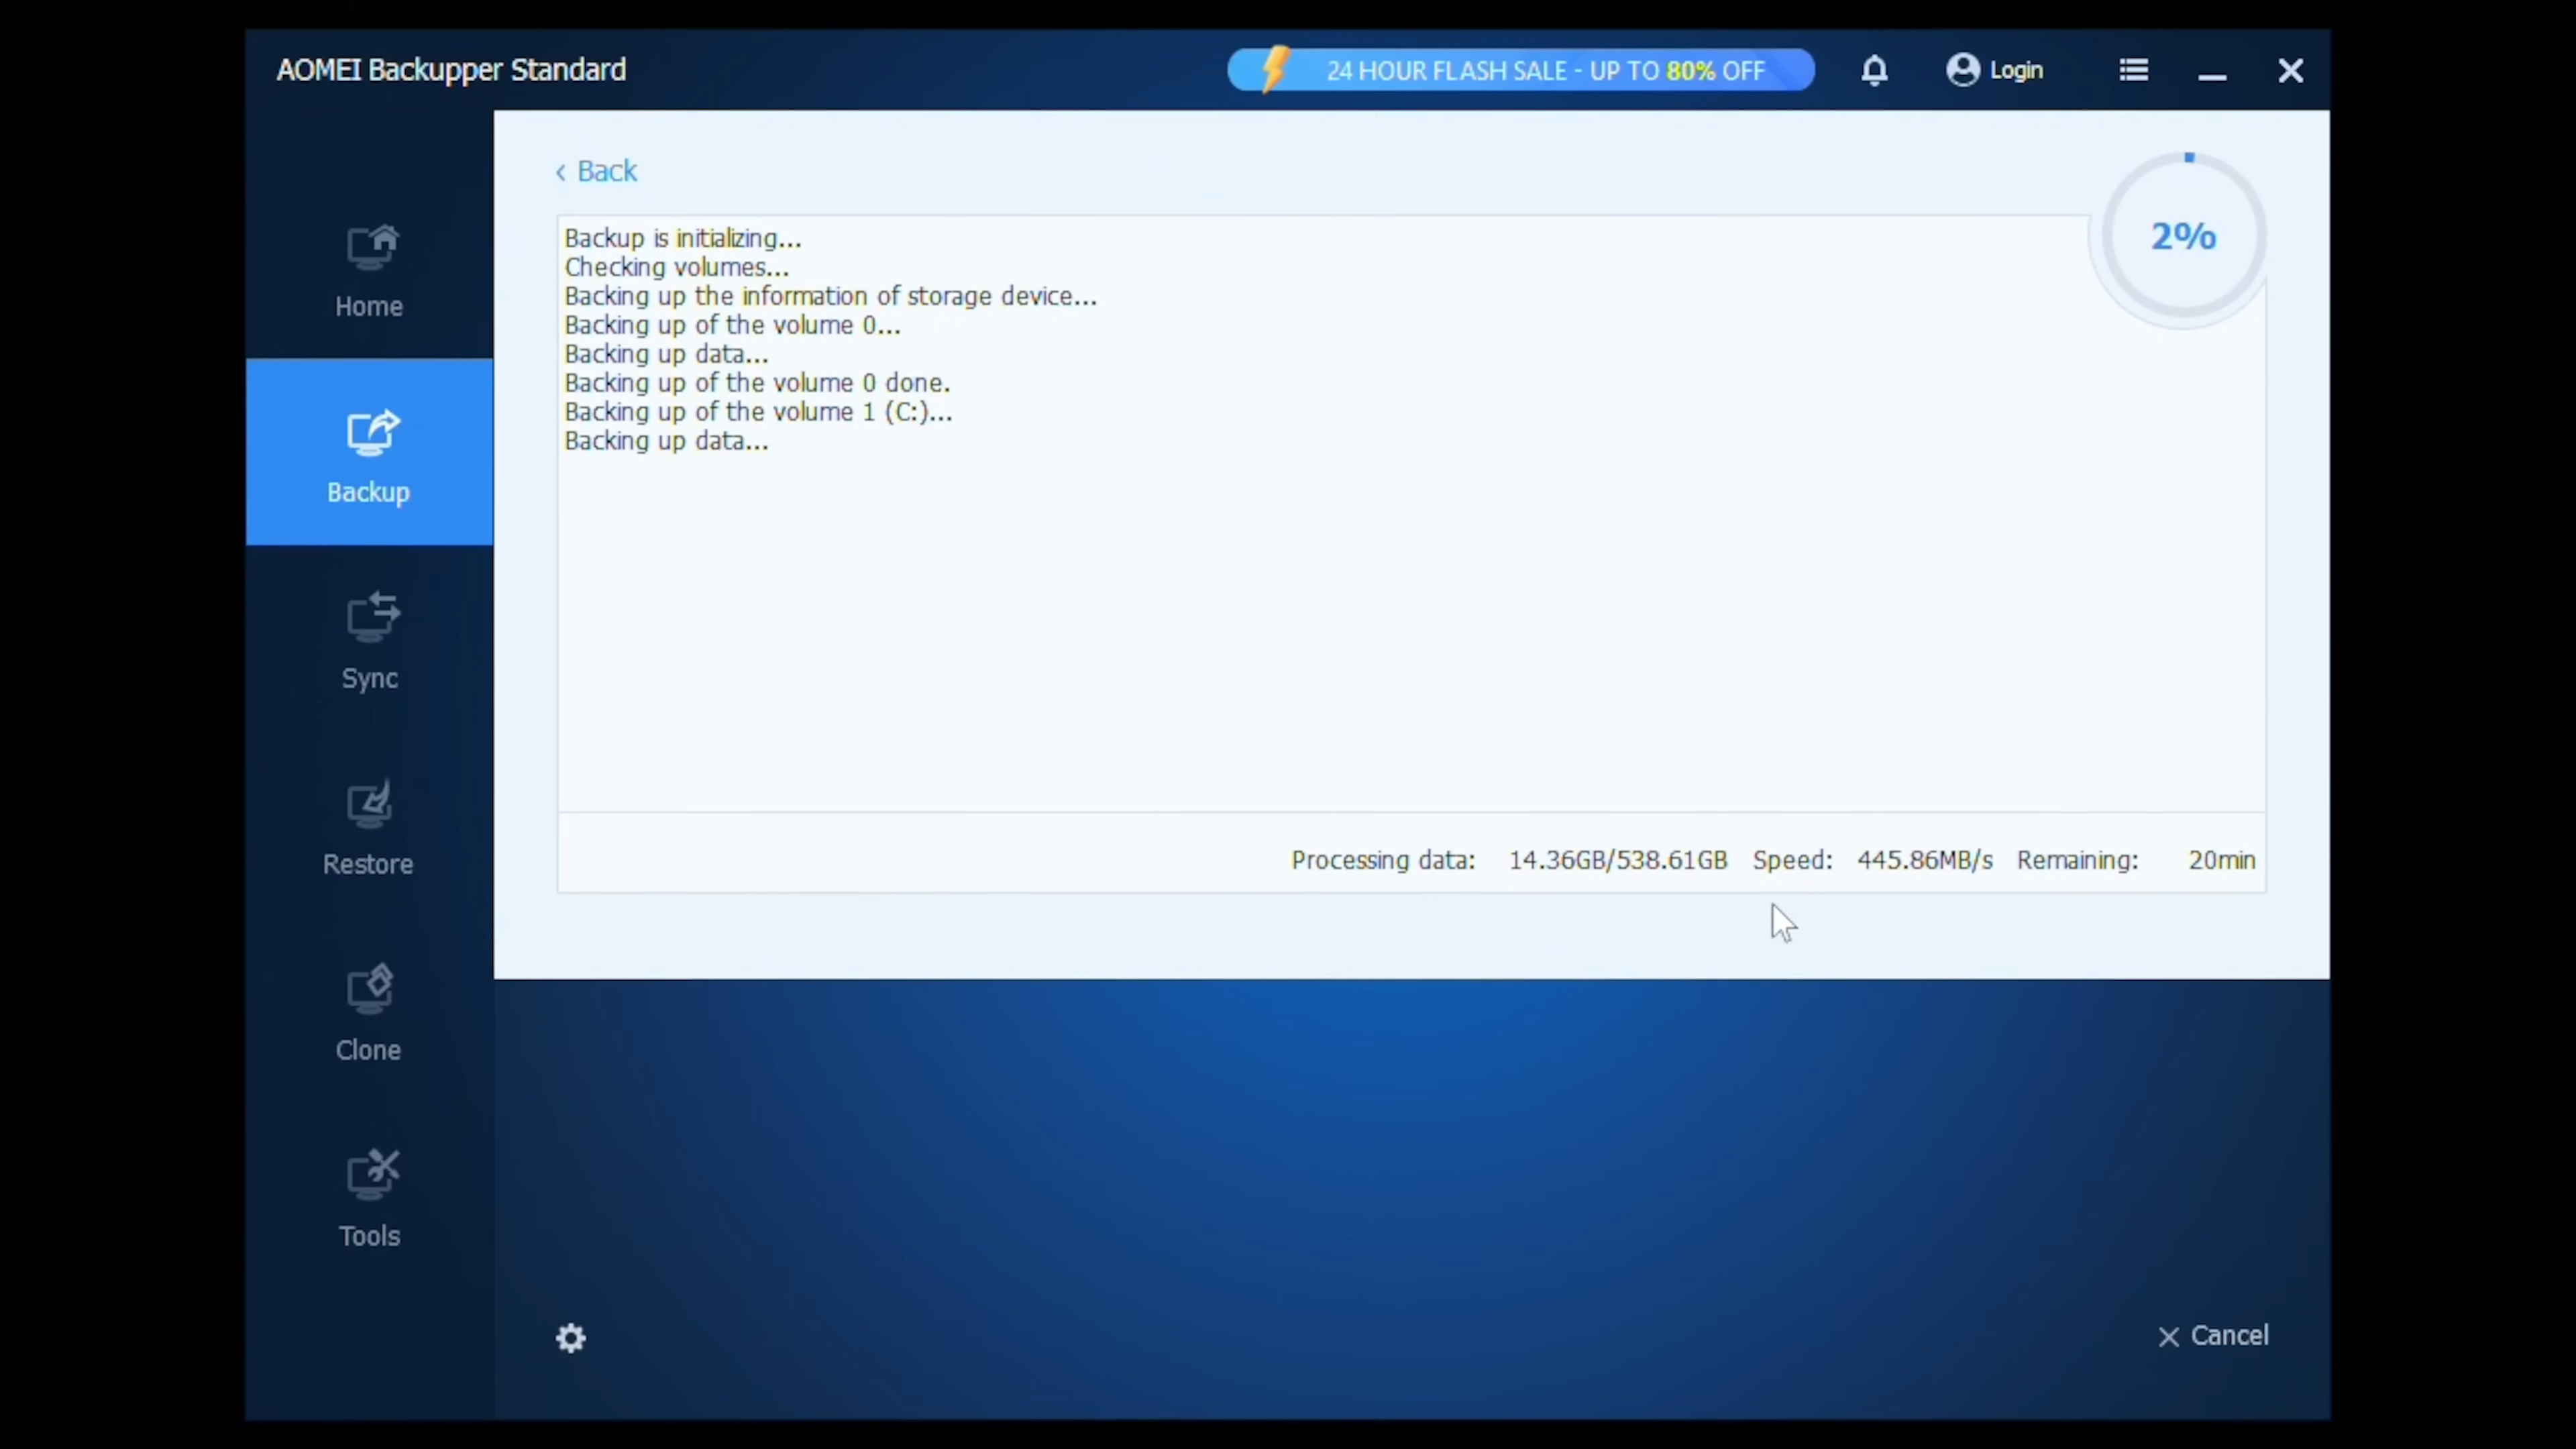 AOMEI Backupper Standard
24 HOUR FLASH SALE - UP TO 80% OFF
Login
Back
2%
Backup is initializing...
Checking volumes...
Backing up the information of storage device...
Backing up of the volume 0...
Backing up data...
Backing up of the volume 0 done.
Backing up of the volume 1 (C:)...
Backing up data...
Processing data: 14.36GB/538.61GB Speed: 445.86MB/s Remaining: 20min
Home
Backup
Sync
Restore
Clone
Tools
Cancel